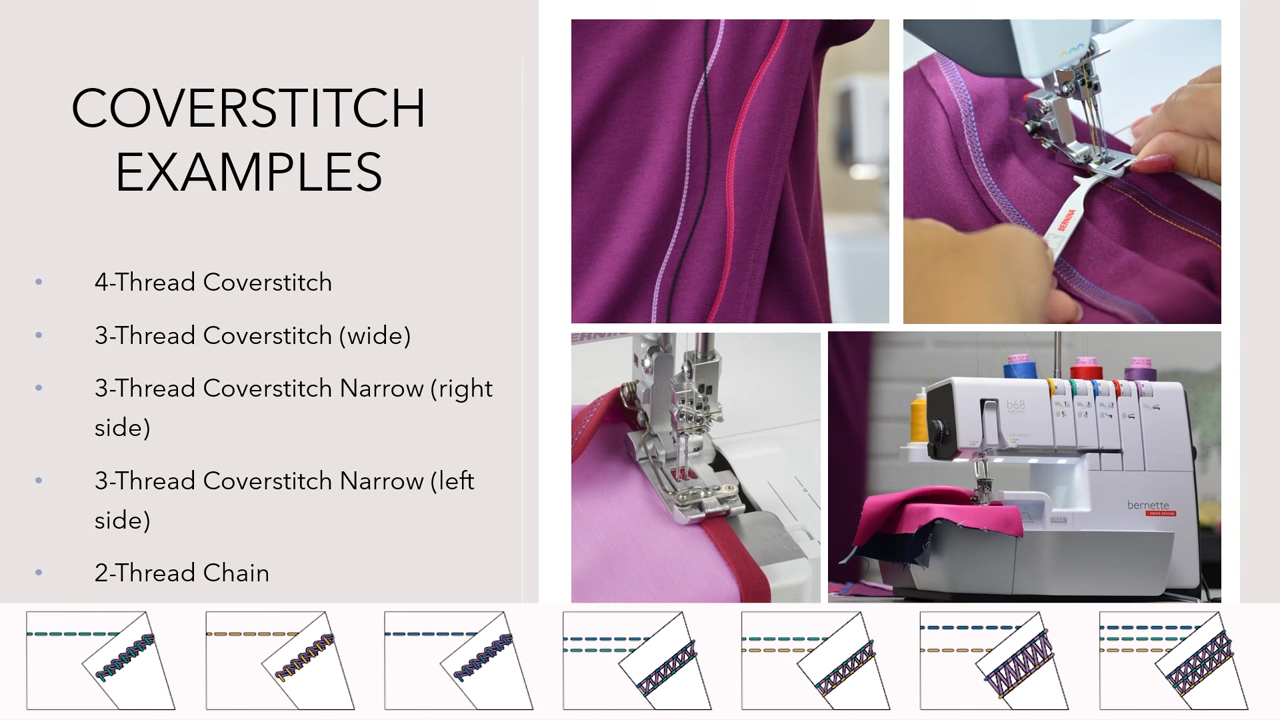 COVERSTITCH
EXAMPLES
4-Thread Coverstitch
3-Thread Coverstitch (wide)
3-Thread Coverstitch Narrow (right
side)
3-Thread Coverstitch Narrow (left
side)
2-Thread Chain
BERNINA
b68
bernette